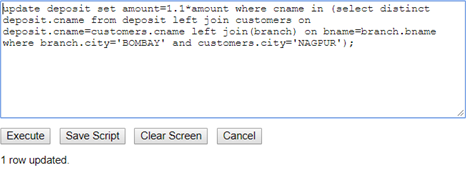 update deposit set amount=1.1*amount where cname in (select distinct
deposit.cname from deposit left join customers on
deposit.cname=customers.cname left join(branch) on bname=branch.bname
where branch.city='BOMBAY' and customers.city='NAGPUR');
Execute Save Script Clear Screen Cancel
1 row updated.